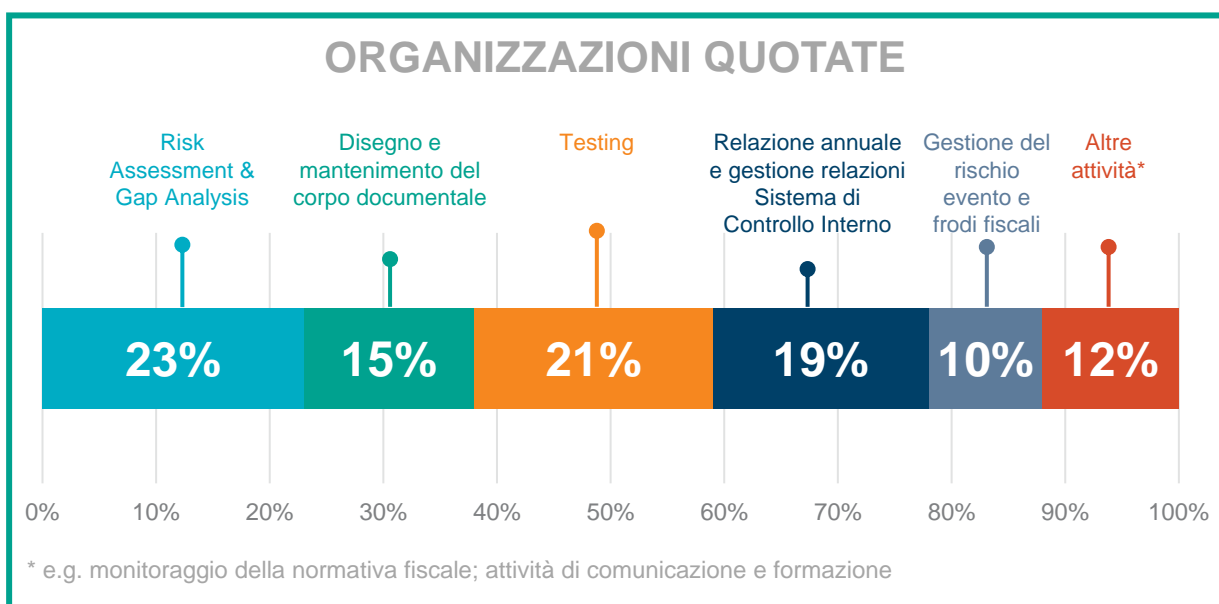 ORGANIZZAZIONI QUOTATE
Risk
Assessment &
Gap Analysis
Disegno e
mantenimento del
corpo documentale
Testing
Relazione annuale
e gestione relazioni
Sistema di
Controllo Interno
Gestione del
rischio
evento e
frodi fiscali
Altre
attività*
23%
15%
21%
19%
10%
12%
0%
10%
20%
30%
40%
50%
60%
70%
80%
90%
100%
* e.g. monitoraggio della normativa fiscale; attività di comunicazione e formazione